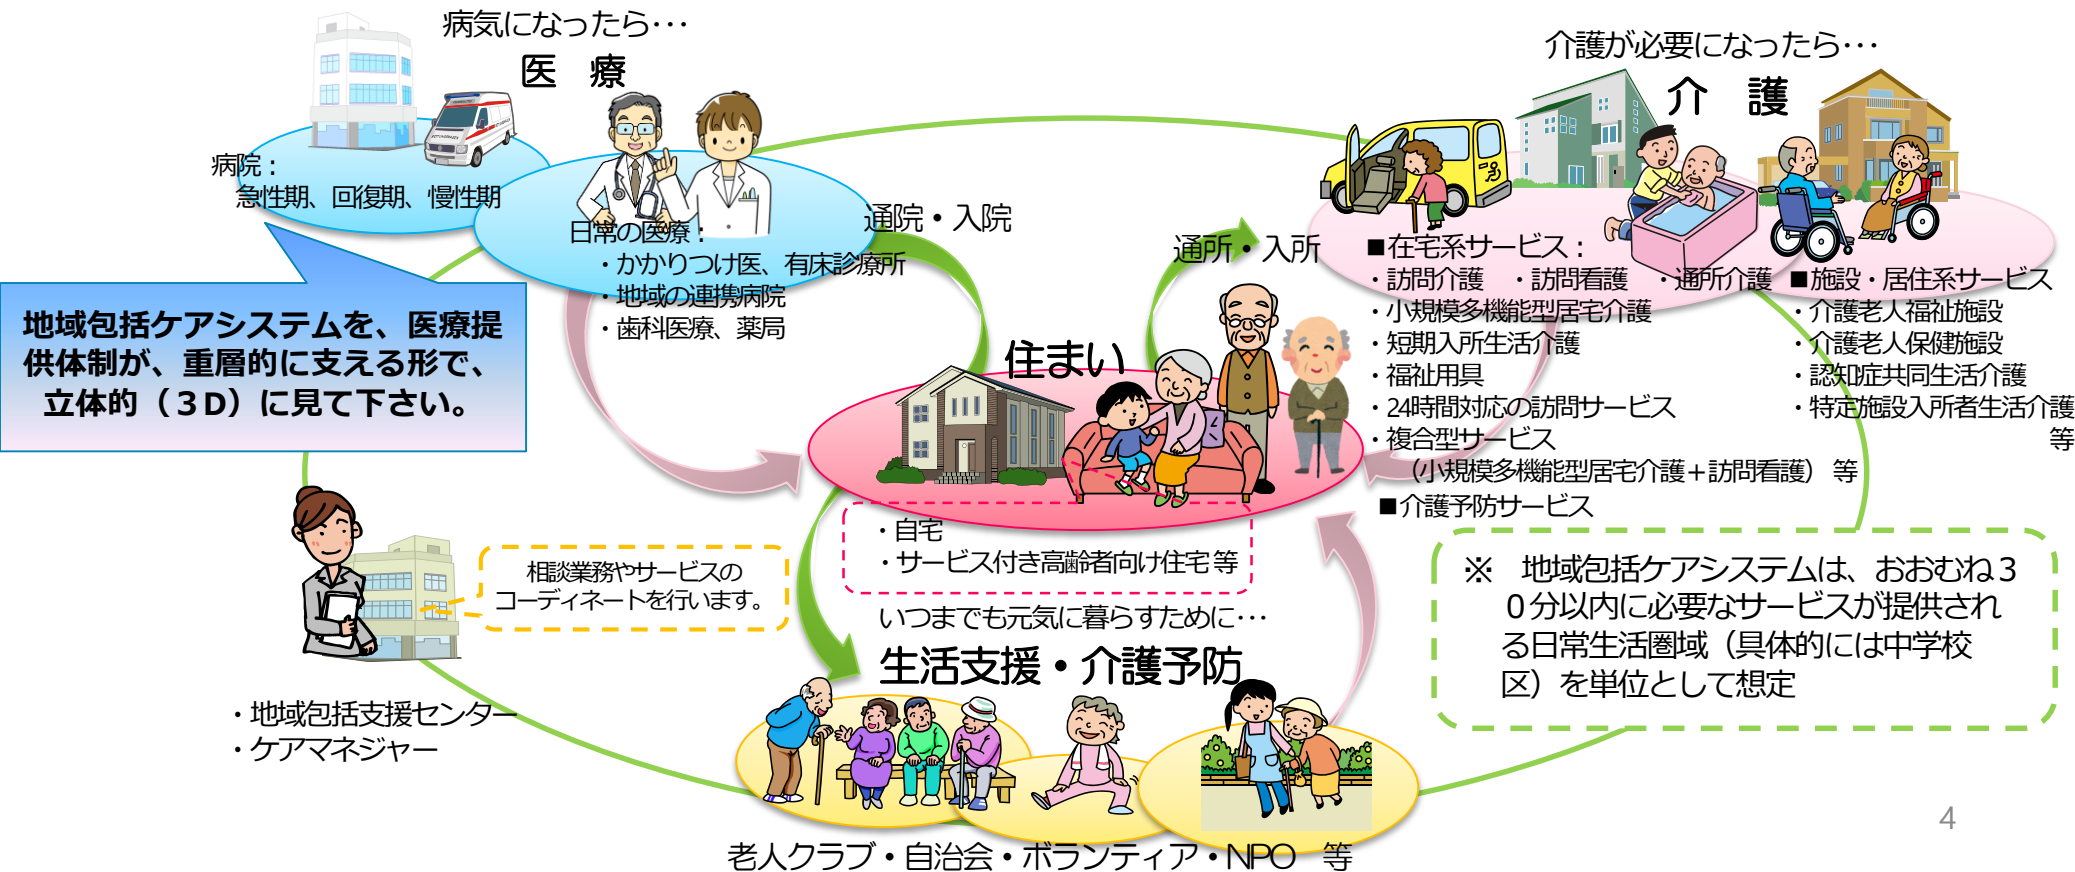 病気になったら･･･
医　療
病院：
急性期、回復期、慢性期
日常の医療：
・かかりつけ医、有床診療所
・地域の連携病院
・歯科医療、薬局
通院・入院
地域包括ケアシステムを、医療提
供体制が、重層的に支える形で、
立体的（３D）に見て下さい。
介護が必要になったら･･･
介　護
通所・入所
■在宅系サービス：
・訪問介護　・訪問看護　・通所介護
・小規模多機能型居宅介護
・短期入所生活介護
・福祉用具
・24時間対応の訪問サービス
・複合型サービス
（小規模多機能型居宅介護＋訪問看護） 等
■介護予防サービス
■施設・居住系サービス
・介護老人福祉施設
・介護老人保健施設
・認知症共同生活介護
・特定施設入所者生活介護
等
住まい
・自宅
・サービス付き高齢者向け住宅 等
相談業務やサービスの
コーディネートを行います。
・地域包括支援センター
・ケアマネジャー
いつまでも元気に暮らすために･･･
生活支援・介護予防
老人クラブ・自治会・ボランティア・NPO　等
※　地域包括ケアシステムは、おおむね３
０分以内に必要なサービスが提供され
る日常生活圏域（具体的には中学校
区）を単位として想定
4